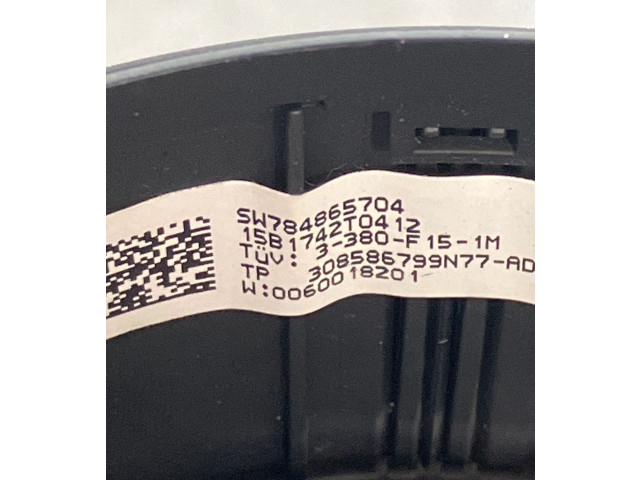 SW784865704
15B1742T0412
TÜV: 3-380-F15-1M
TP 308586799N77-AD
W:0060018201